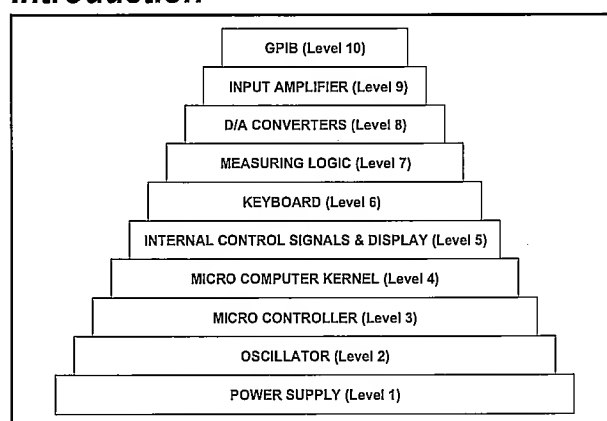 Introduction
GPIB (Level 10)
INPUT AMPLIFIER (Level 9)
D/A CONVERTERS (Level 8)
MEASURING LOGIC (Level 7)
KEYBOARD (Level 6)
INTERNAL CONTROL SIGNALS & DISPLAY (Level 5)
MICRO COMPUTER KERNEL (Level 4)
MICRO CONTROLLER (Level 3)
OSCILLATOR (Level 2)
POWER SUPPLY (Level 1)